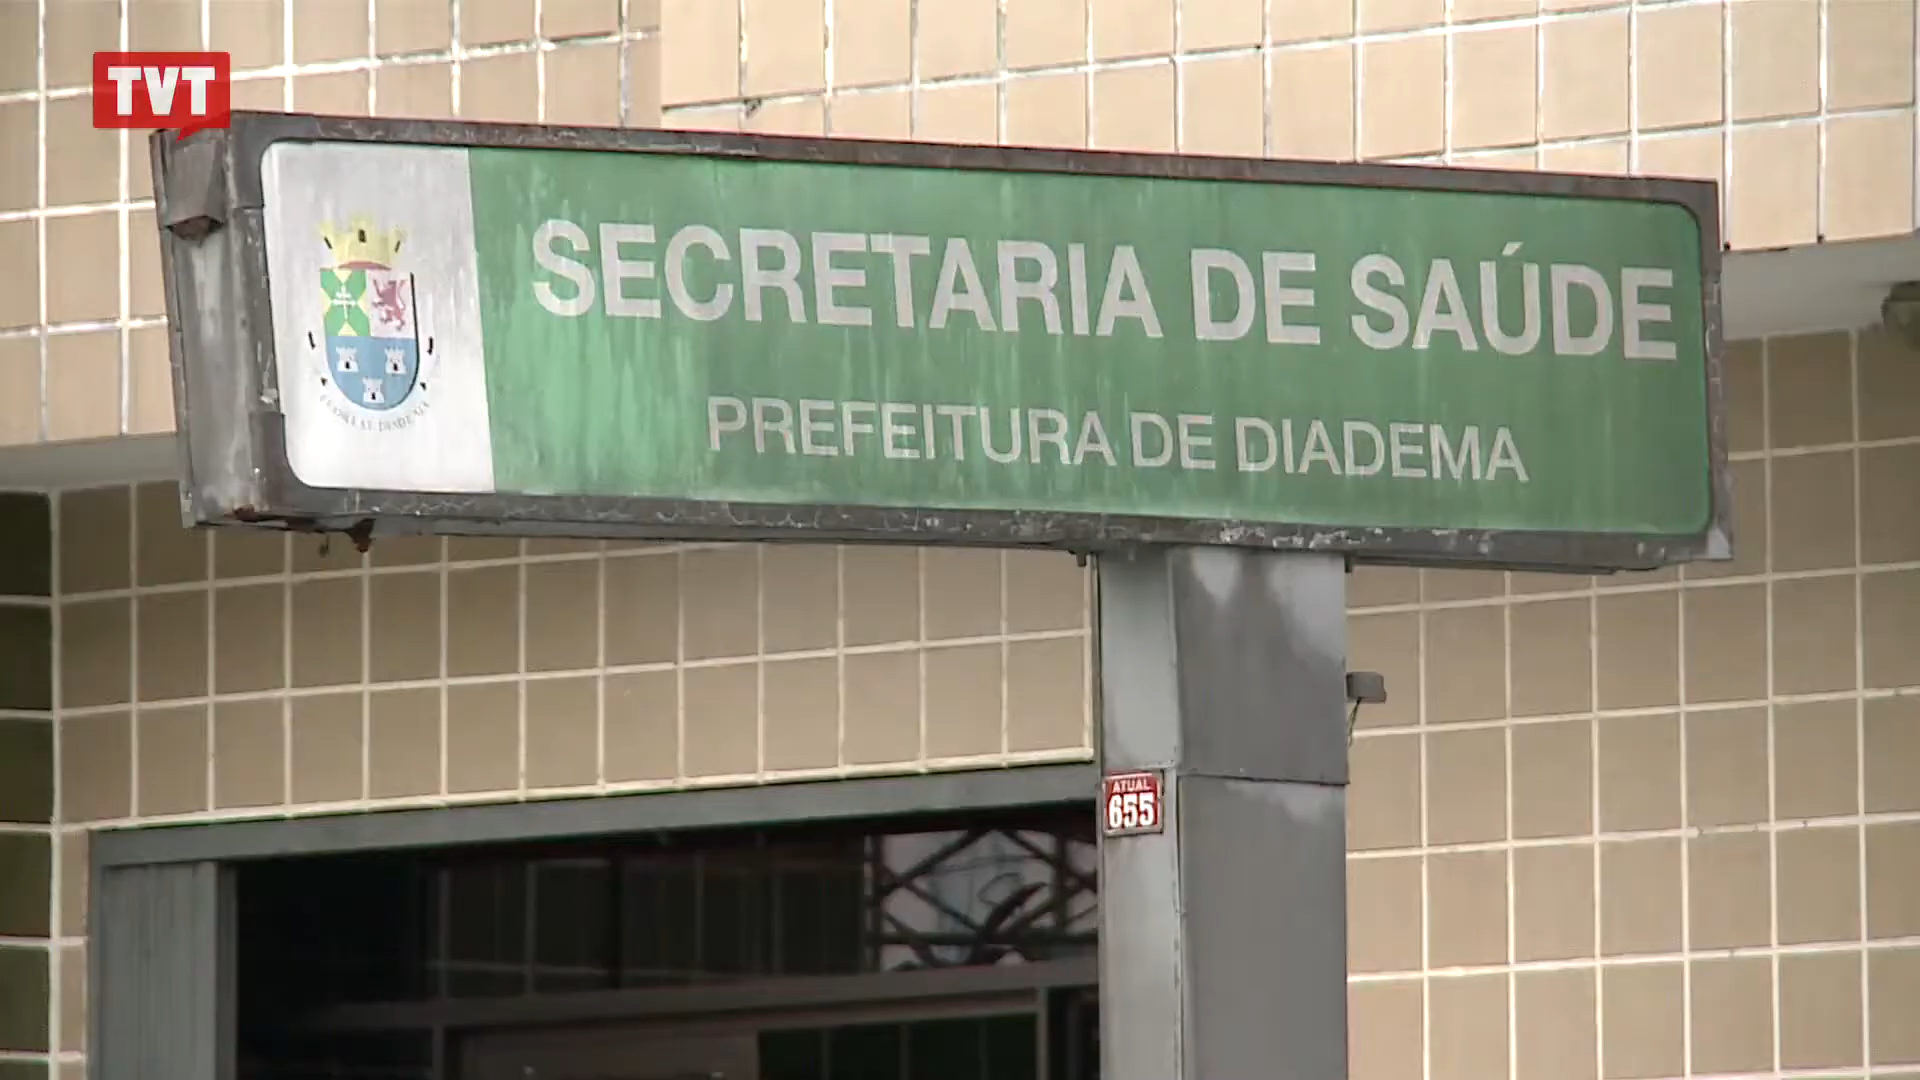 TVT
SECRETARIA DE SAÚDE
PREFEITURA DE DIADEMA
ATUAL
655